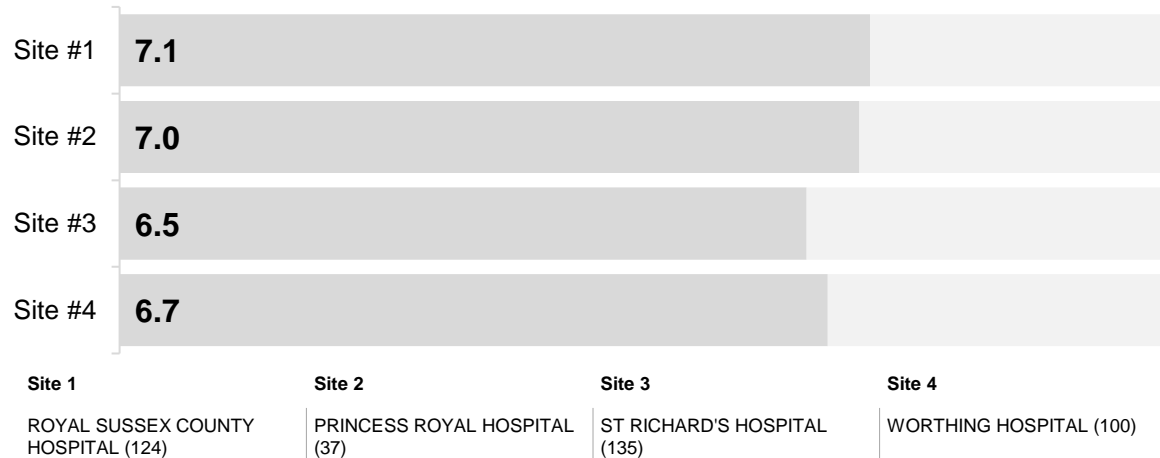 Site #1 7.1
Site #2 7.0
Site #3 6.5
Site #4 6.7
Site 1
ROYAL SUSSEX COUNTY
HOSPITAL (124)
Site 2
PRINCESS ROYAL HOSPITAL
(37)
Site 3
ST RICHARD'S HOSPITAL
(135)
Site 4
WORTHING HOSPITAL (100)